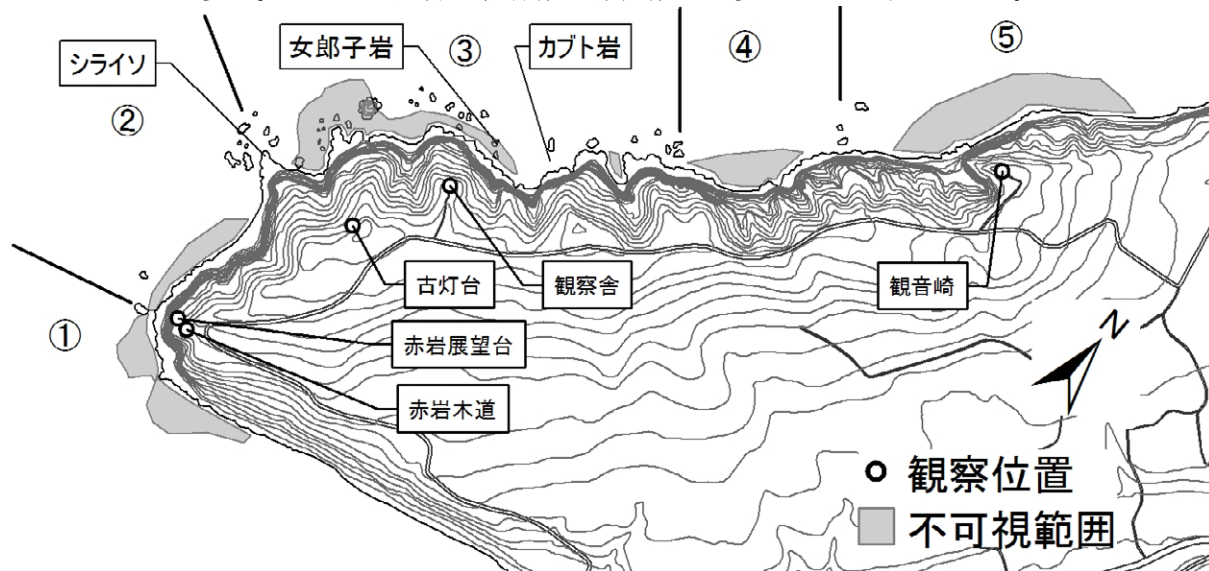 シライソ
女郎子岩
③
カブト岩
④
⑤
②
①
古灯台
観察舎
観音崎
赤岩展望台
赤岩木道
N
観察位置
不可視範囲